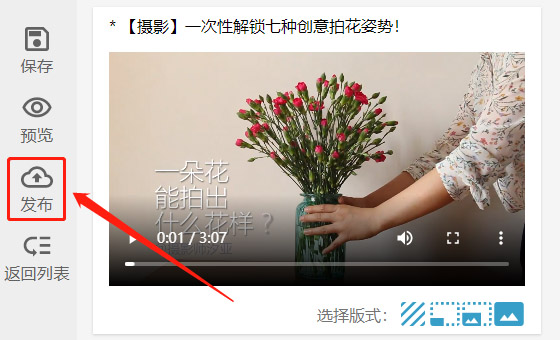 * 【摄影】一次性解锁七种创意拍花姿势！
保存
预览
发布
返回列表
一朵花
能拍出
什么花样？
0:01 / 3:07
选择版式：